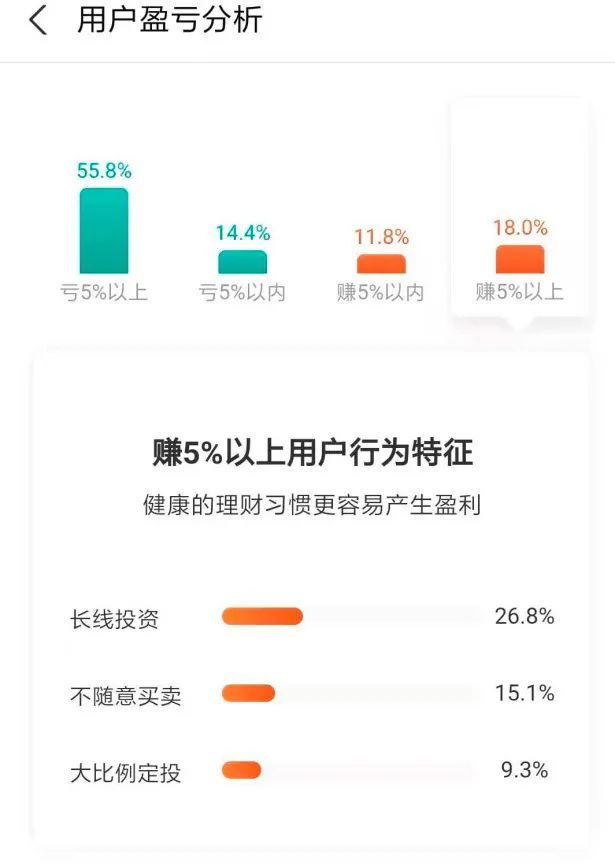 用户盈亏分析
55.8%
14.4%
11.8%
18.0%
亏5%以上
亏5%以内
赚5%以内
赚5%以上
赚5%以上用户行为特征
健康的理财习惯更容易产生盈利
长线投资 26.8%
不随意买卖 15.1%
大比例定投 9.3%